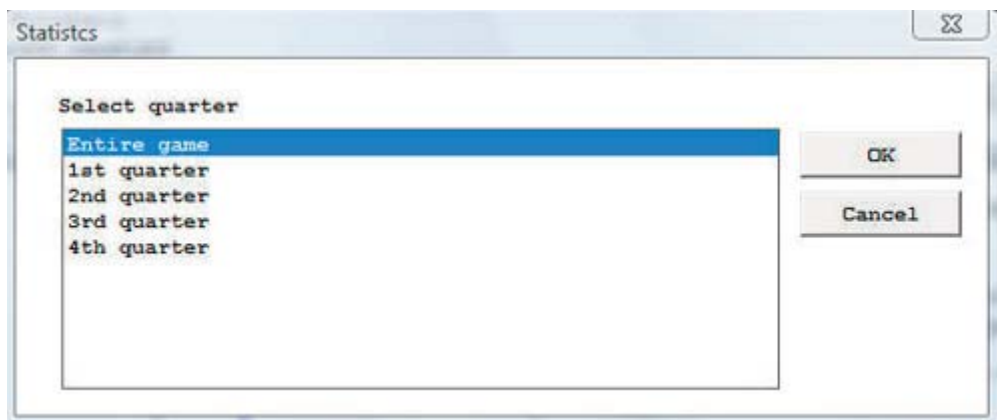 Statistcs
Select quarter
Entire game
1st quarter
2nd quarter
3rd quarter
4th quarter
OK
Cancel